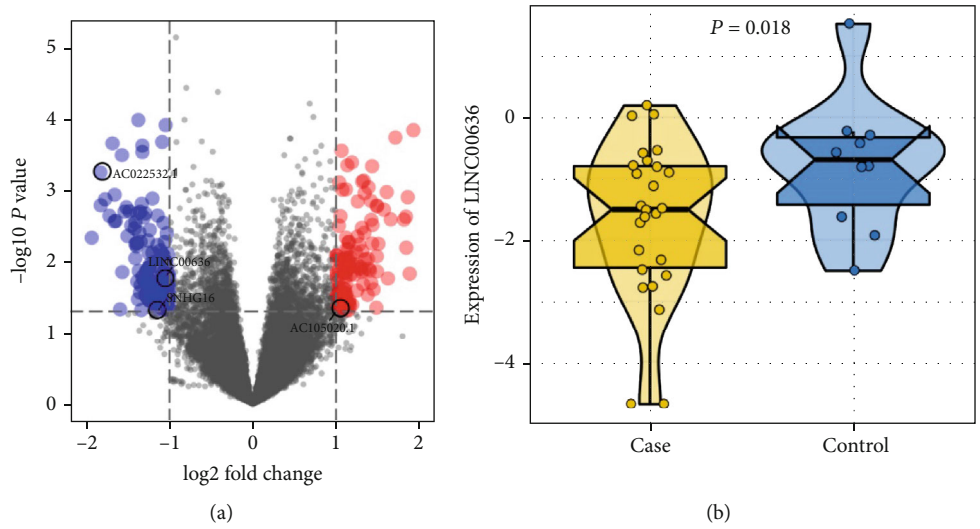 5
4
3
2
1
0
−log10 P value
AC022532.1
LINC00636
SNHG16
AC105020.1
−2 −1 0 1 2
log2 fold change
(a)
P = 0.018
0
−2
−4
Expression of LINC00636
Case Control
(b)